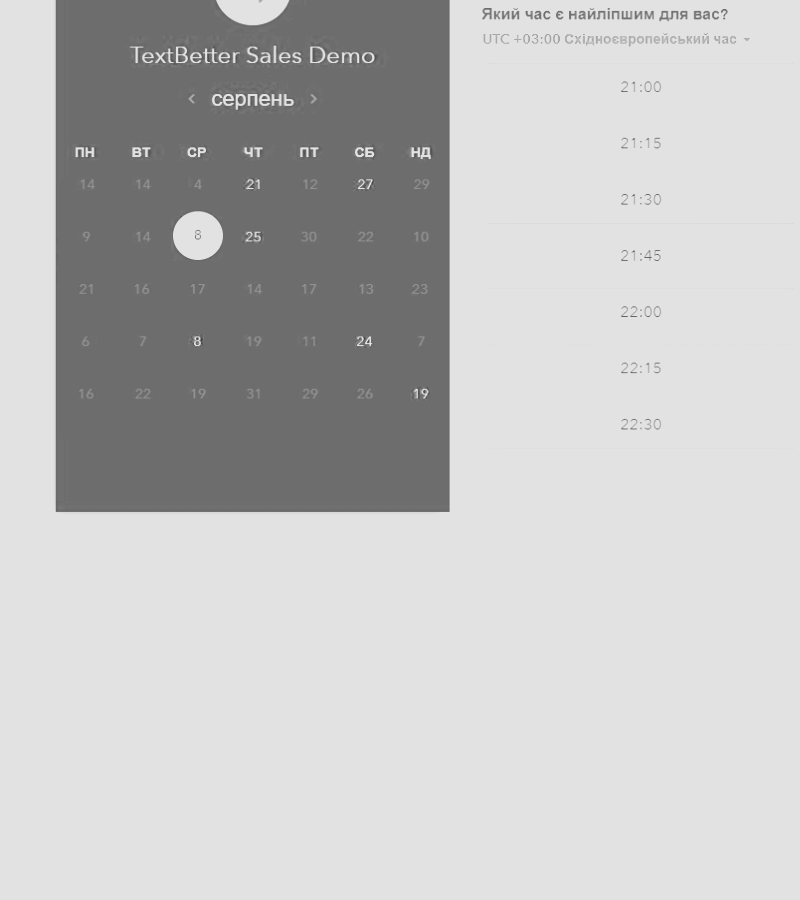 TextBetter Sales Demo
серпень
ПН ВТ СР ЧТ ПТ СБ НД
14 14 4 21 12 27 29
9 14 8 25 30 22 10
21 16 17 14 17 13 23
6 7 8 19 11 24 7
16 22 19 31 29 26 19
Який час є найліпшим для вас?
UTC +03:00 Східноєвропейський час
21:00
21:15
21:30
21:45
22:00
22:15
22:30